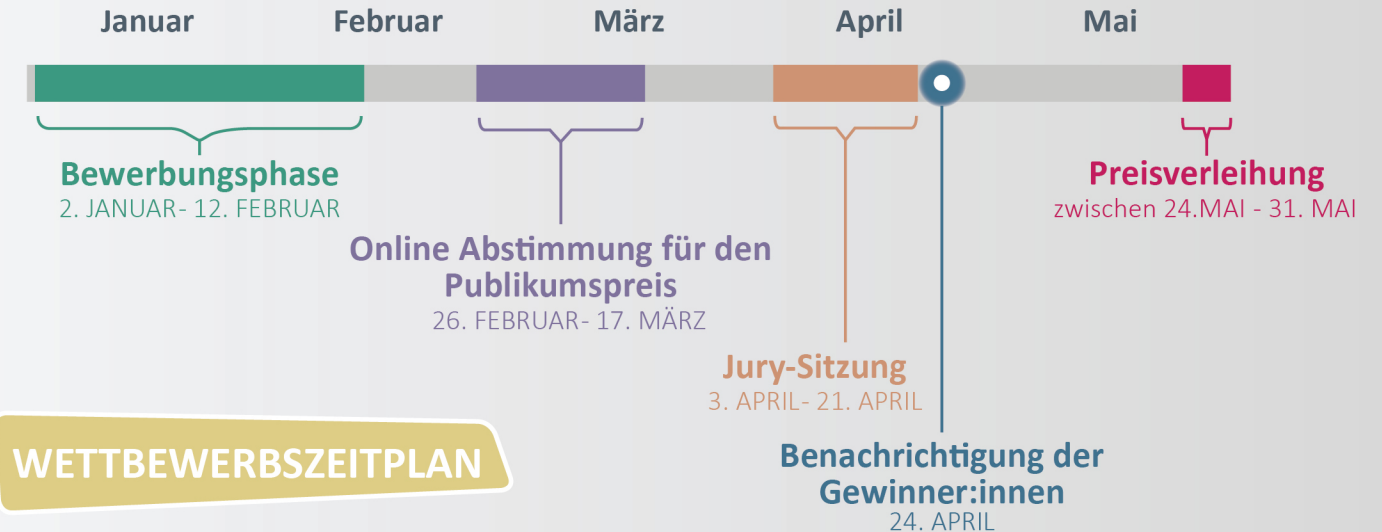 Januar Februar März April Mai
Bewerbungsphase
2. JANUAR - 12. FEBRUAR
Online Abstimmung für den
Publikumspreis
26. FEBRUAR - 17. MÄRZ
Jury-Sitzung
3. APRIL - 21. APRIL
Benachrichtigung der
Gewinner:innen
24. APRIL
Preisverleihung
zwischen 24.MAI - 31. MAI
WETTBEWERBSZEITPLAN